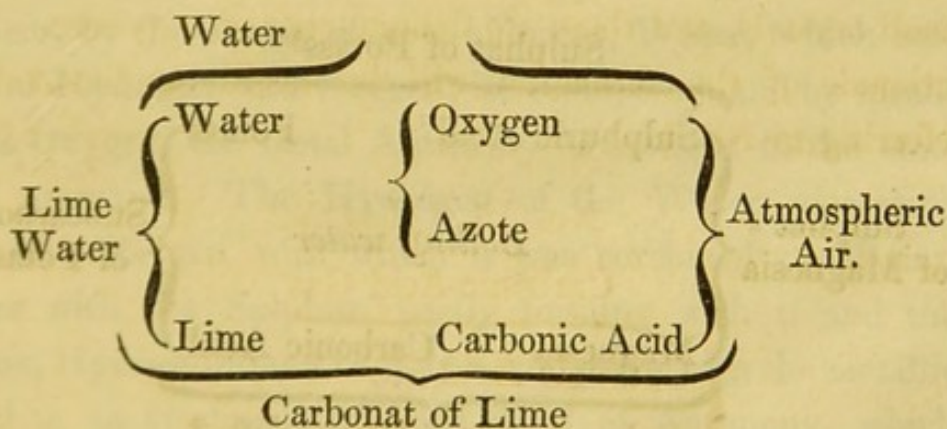 Water
Water Oxygen
Lime Water Azote Atmospheric Air.
Lime Carbonic Acid
Carbonat of Lime